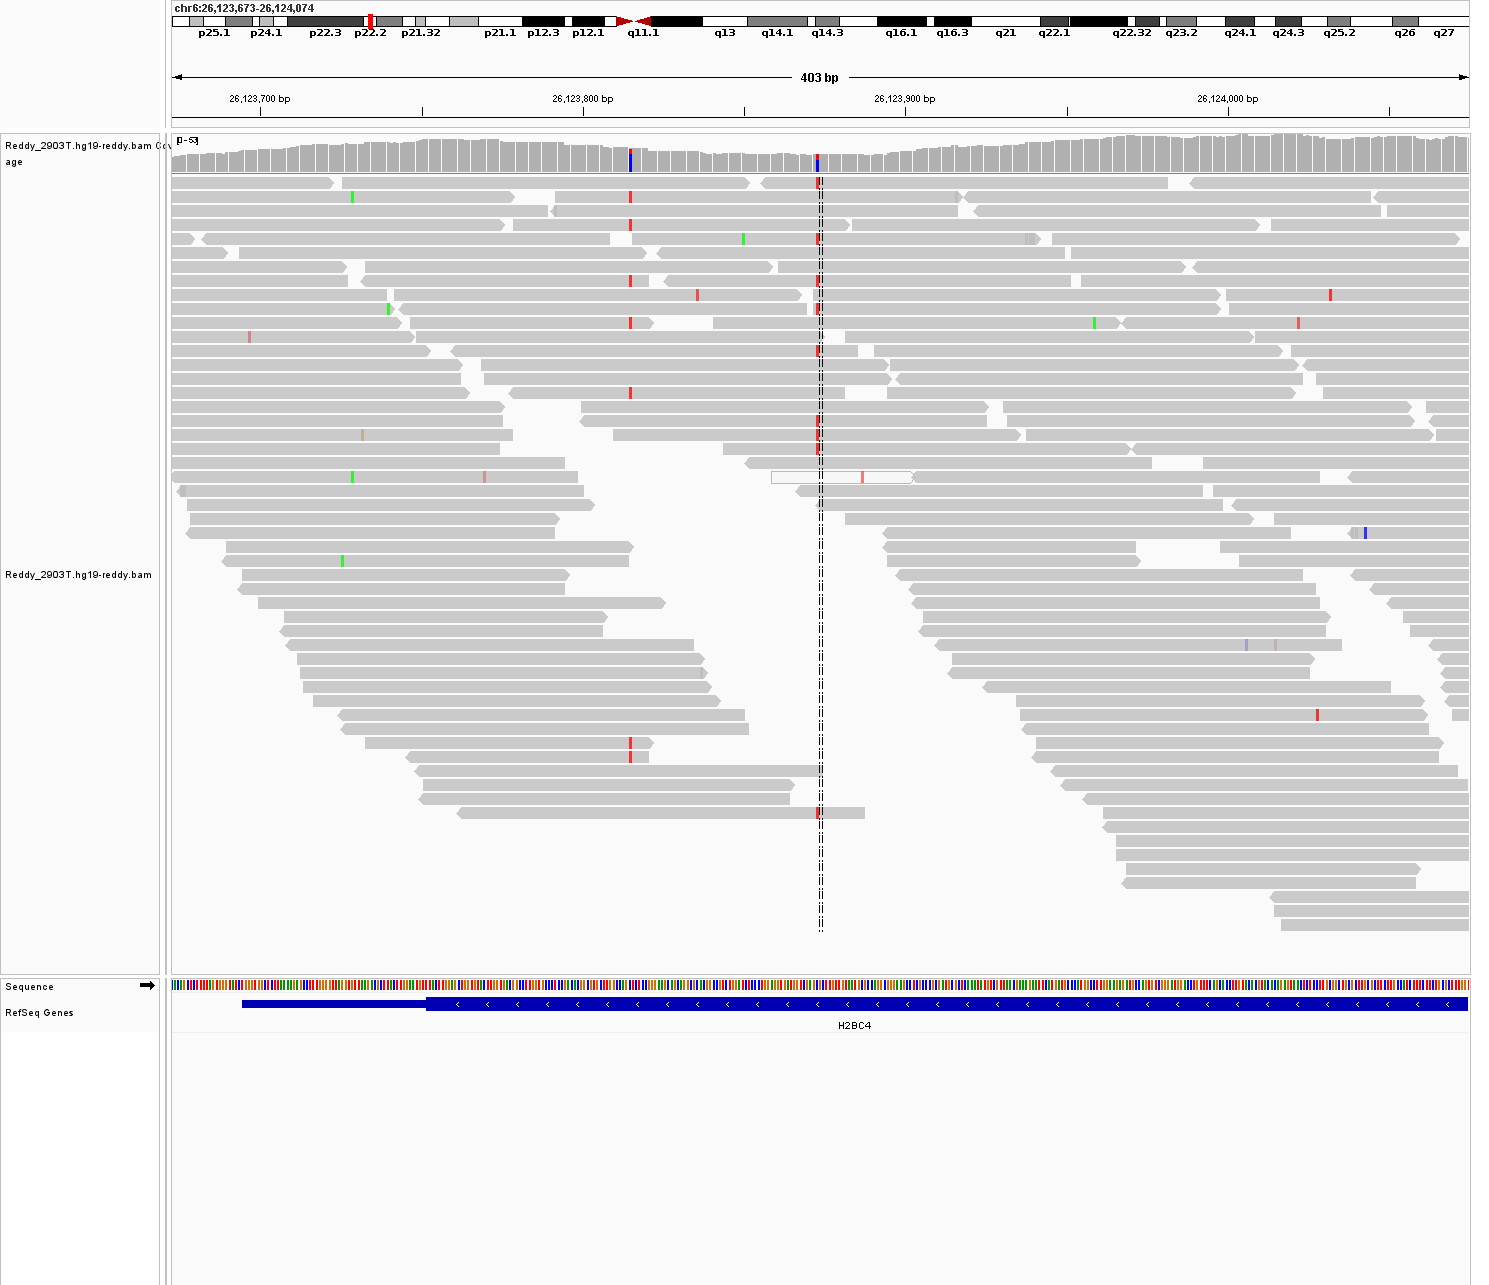 chr6:26,123,673-26,124,074
p25.1 p24.1 p22.3 p22.2 p21.32 p21.1 p12.3 p12.1 q11.1 q13 q14.1 q14.3 q16.1 q16.3 q21 q22.1 q22.32 q23.2 q24.1 q24.3 q25.2 q26 q27
403 bp
26,123,700 bp 26,123,800 bp 26,123,900 bp 26,124,000 bp
[0-53]
Reddy_2903T.hg19-reddy.bam Cov
age
Reddy_2903T.hg19-reddy.bam
Sequence
RefSeq Genes
H2BC4